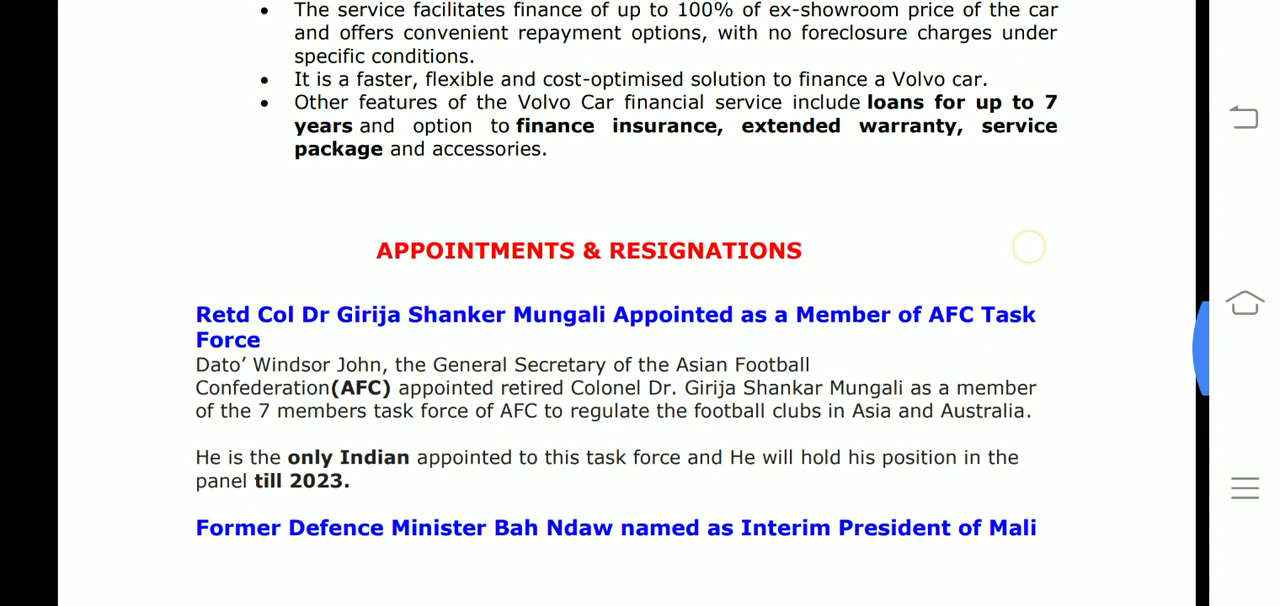 • The service facilitates finance of up to 100% of ex-showroom price of the car
and offers convenient repayment options, with no foreclosure charges under
specific conditions.
• It is a faster, flexible and cost-optimised solution to finance a Volvo car.
• Other features of the Volvo Car financial service include loans for up to 7
years and option to finance insurance, extended warranty, service
package and accessories.
APPOINTMENTS & RESIGNATIONS
Retd Col Dr Girija Shanker Mungali Appointed as a Member of AFC Task
Force
Dato’ Windsor John, the General Secretary of the Asian Football
Confederation(AFC) appointed retired Colonel Dr. Girija Shankar Mungali as a member
of the 7 members task force of AFC to regulate the football clubs in Asia and Australia.
He is the only Indian appointed to this task force and He will hold his position in the
panel till 2023.
Former Defence Minister Bah Ndaw named as Interim President of Mali